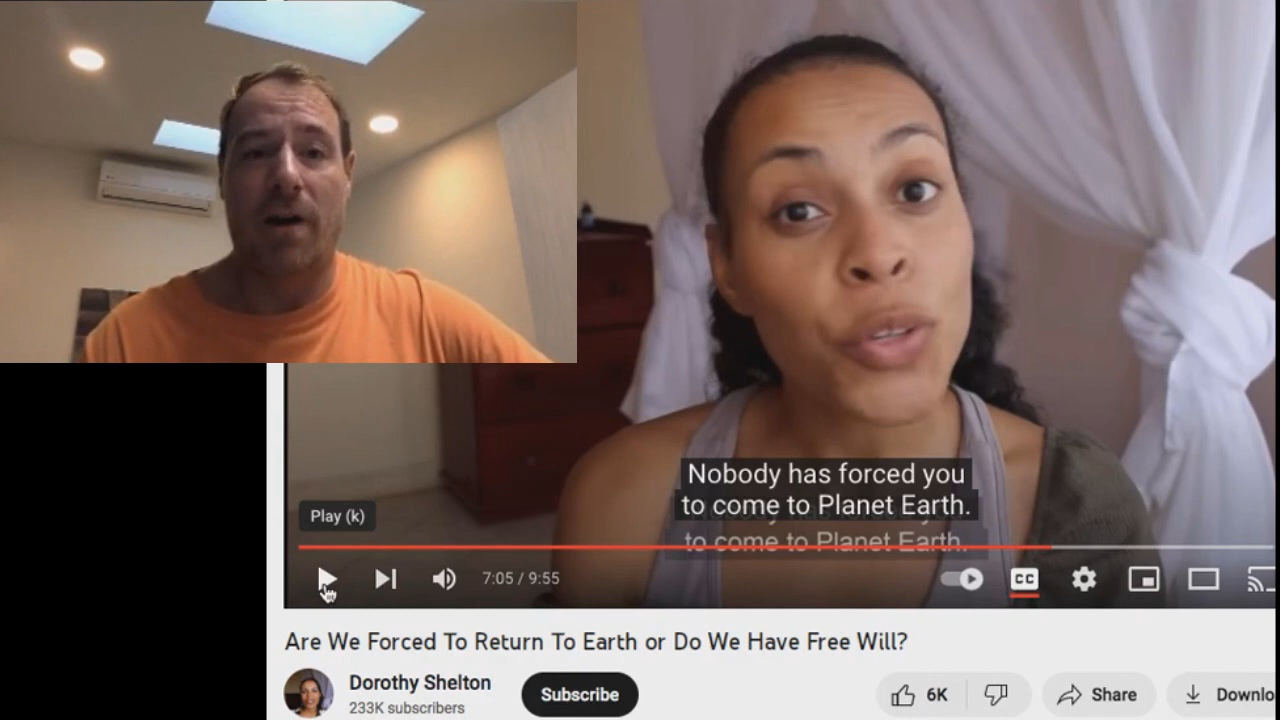 Nobody has forced you
to come to Planet Earth.
to come to Planet Earth.
Play (k)
7:05 / 9:55
CC
Are We Forced To Return To Earth or Do We Have Free Will?
Dorothy Shelton
233K subscribers
Subscribe
6K
Share
Downlo